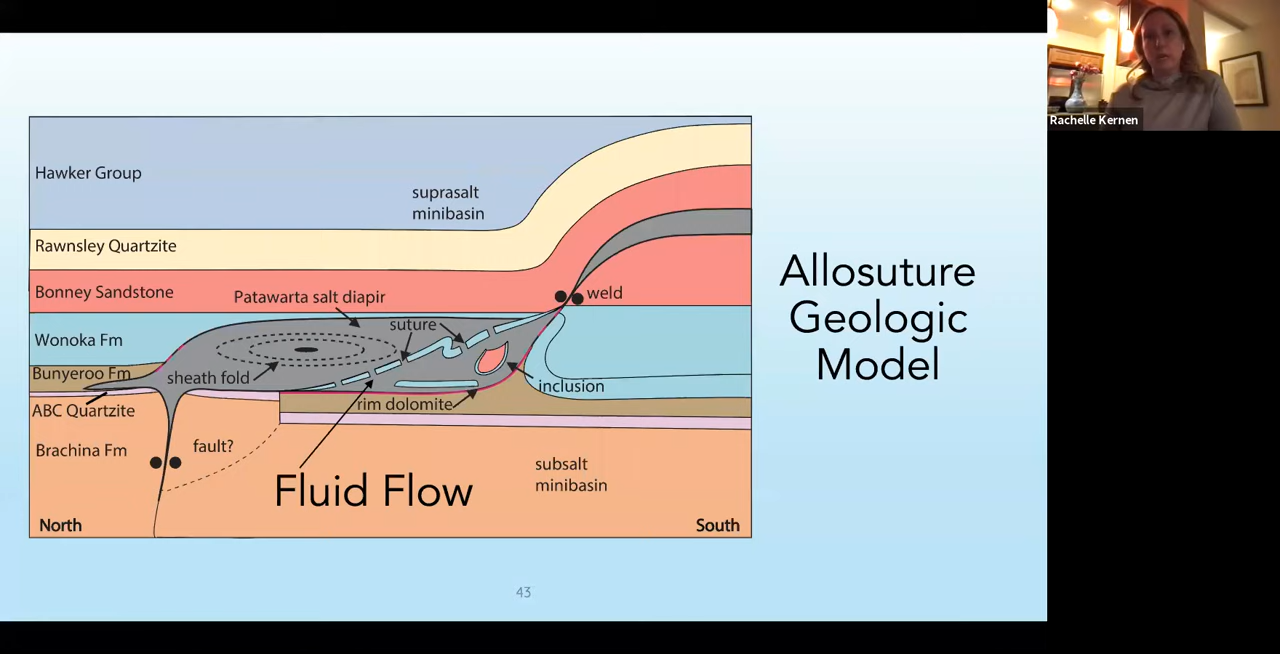 Rachelle Kernen
Hawker Group
suprasalt
minibasin
Rawnsley Quartzite
Bonney Sandstone
Patawarta salt diapir
weld
suture
Wonoka Fm
Bunyeroo Fm
sheath fold
inclusion
rim dolomite
ABC Quartzite
Brachina Fm
fault?
subsalt
minibasin
Fluid Flow
North
South
Allosuture
Geologic
Model
43